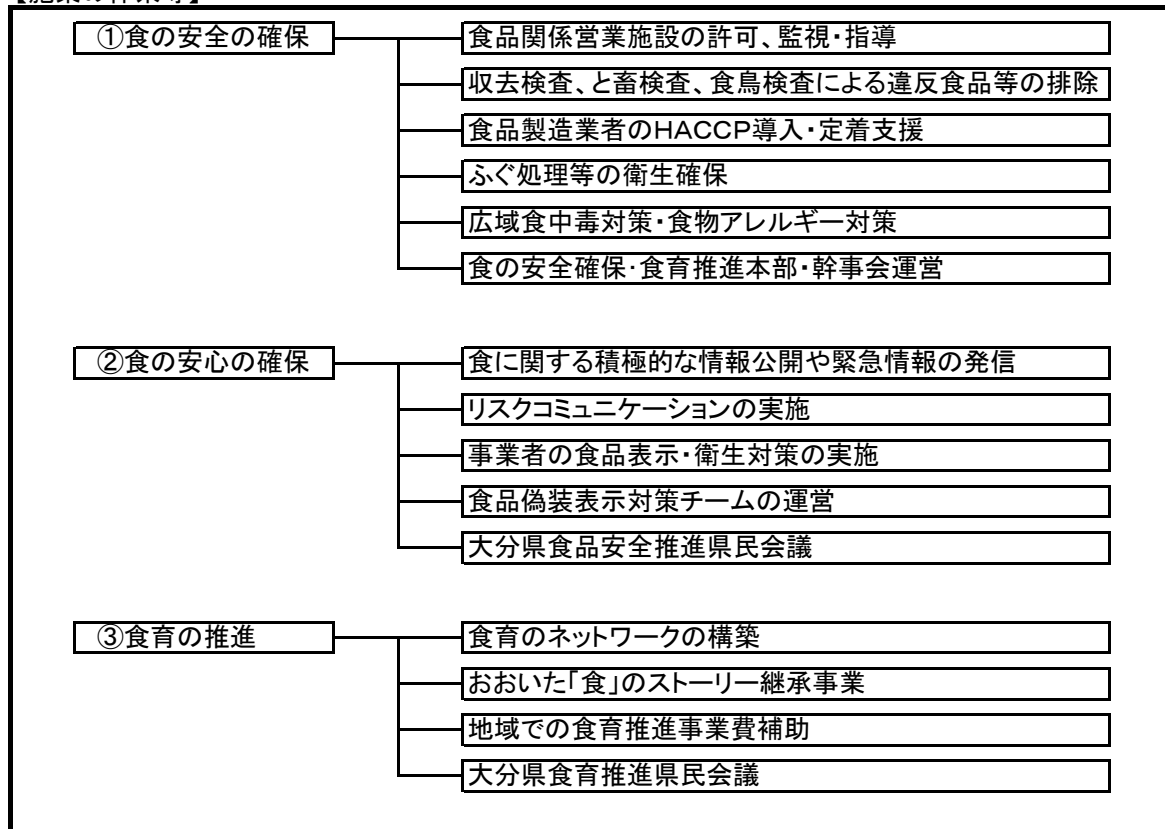 ①食の安全の確保
食品関係営業施設の許可、監視・指導
収去検査、と畜検査、食鳥検査による違反食品等の排除
食品製造業者のHACCP導入・定着支援
ふぐ処理等の衛生確保
広域食中毒対策・食物アレルギー対策
食の安全確保・食育推進本部・幹事会運営
②食の安心の確保
食に関する積極的な情報公開や緊急情報の発信
リスクコミュニケーションの実施
事業者の食品表示・衛生対策の実施
食品偽装表示対策チームの運営
大分県食品安全推進県民会議
③食育の推進
食育のネットワークの構築
おおいた「食」のストーリー継承事業
地域での食育推進事業費補助
大分県食育推進県民会議